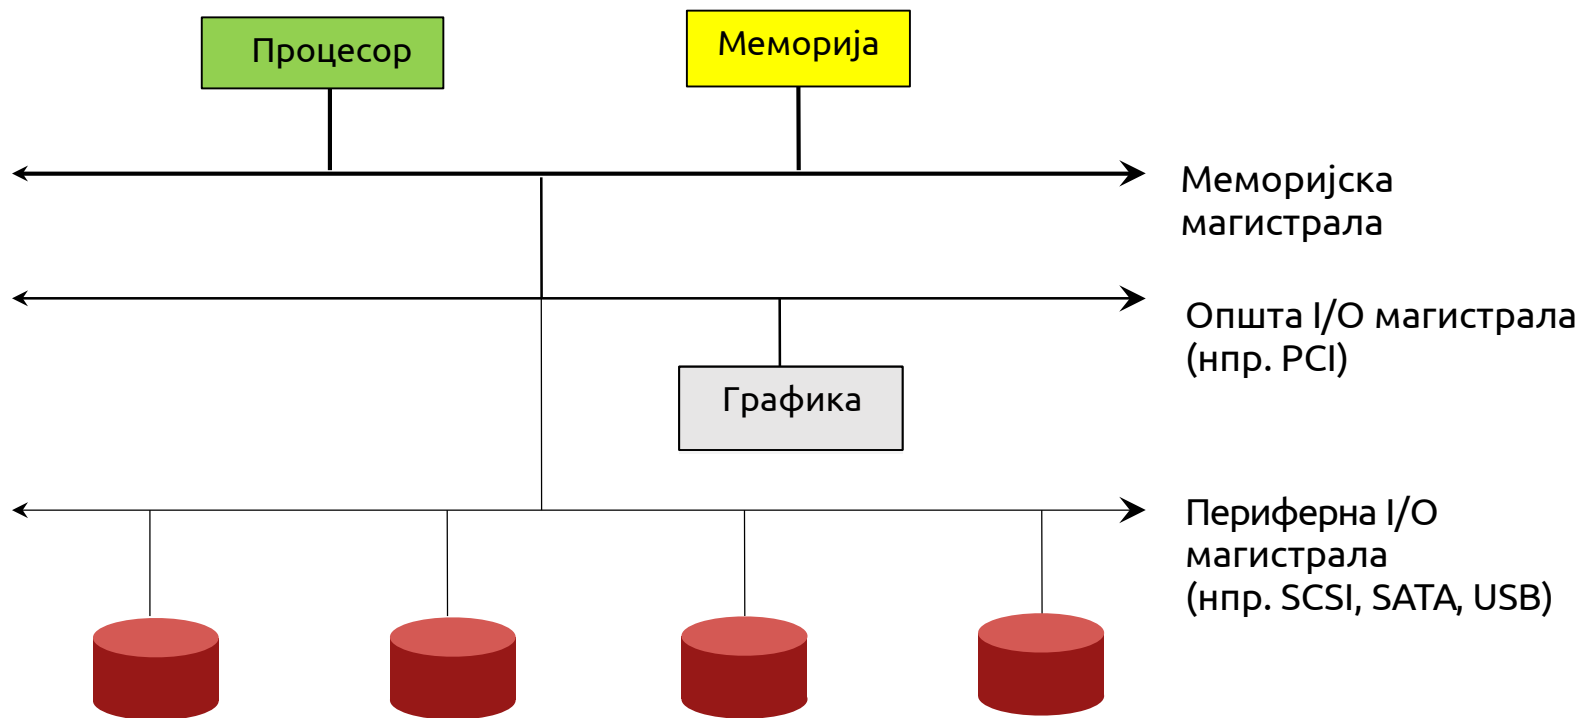 Процесор
Меморија
Меморијска
магистрала
Општа I/O магистрала
(нпр. PCI)
Графика
Периферна I/O
магистрала
(нпр. SCSI, SATA, USB)